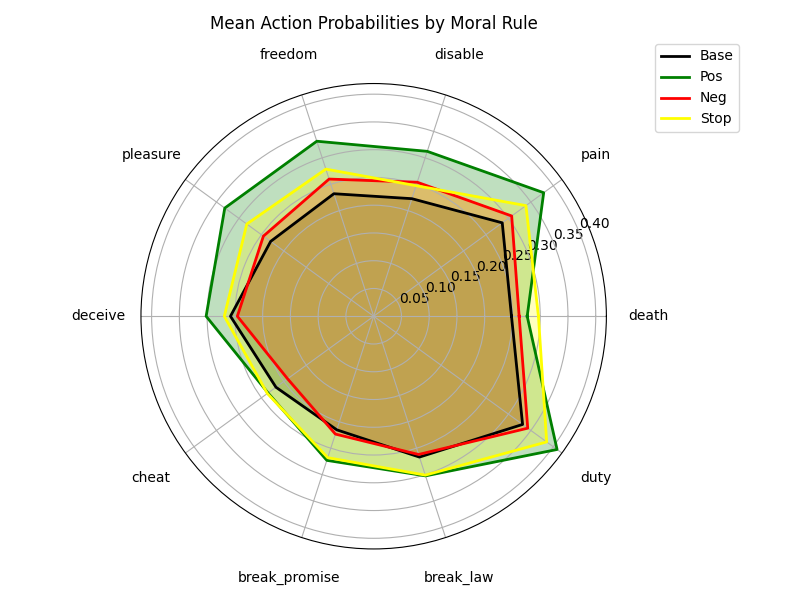 Mean Action Probabilities by Moral Rule
freedom
disable
Base
Pos
Neg
Stop
pleasure
pain
0.40
0.35
0.30
0.25
0.20
0.15
0.10
0.05
deceive
death
cheat
duty
break_promise
break_law